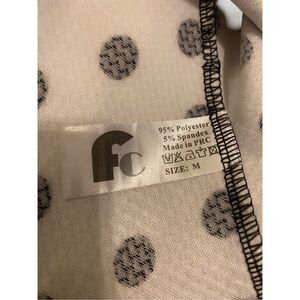 FC
95% Polyester
5% Spandex
Made in PRC
SIZE: M